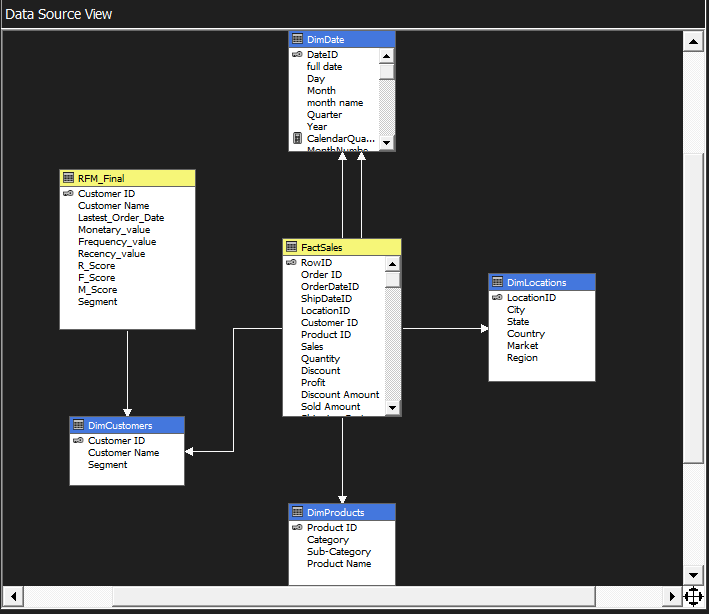 Data Source View
DimDate
DateID
full date
Day
Month
month name
Quarter
Year
CalendarQua...
RFM_Final
Customer ID
Customer Name
Lastest_Order_Date
Monetary_value
Frequency_value
Recency_value
R_Score
F_Score
M_Score
Segment
FactSales
RowID
Order ID
OrderDateID
ShipDateID
LocationID
Customer ID
Product ID
Sales
Quantity
Discount
Profit
Discount Amount
Sold Amount
DimLocations
LocationID
City
State
Country
Market
Region
DimCustomers
Customer ID
Customer Name
Segment
DimProducts
Product ID
Category
Sub-Category
Product Name